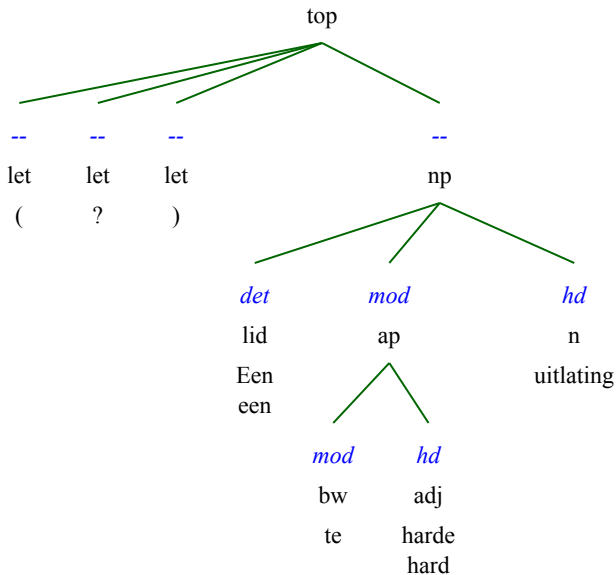 top
-- -- -- --
let let let np
( ? )
det mod hd
lid ap n
Een uitlating
een
mod hd
bw adj
te harde
hard